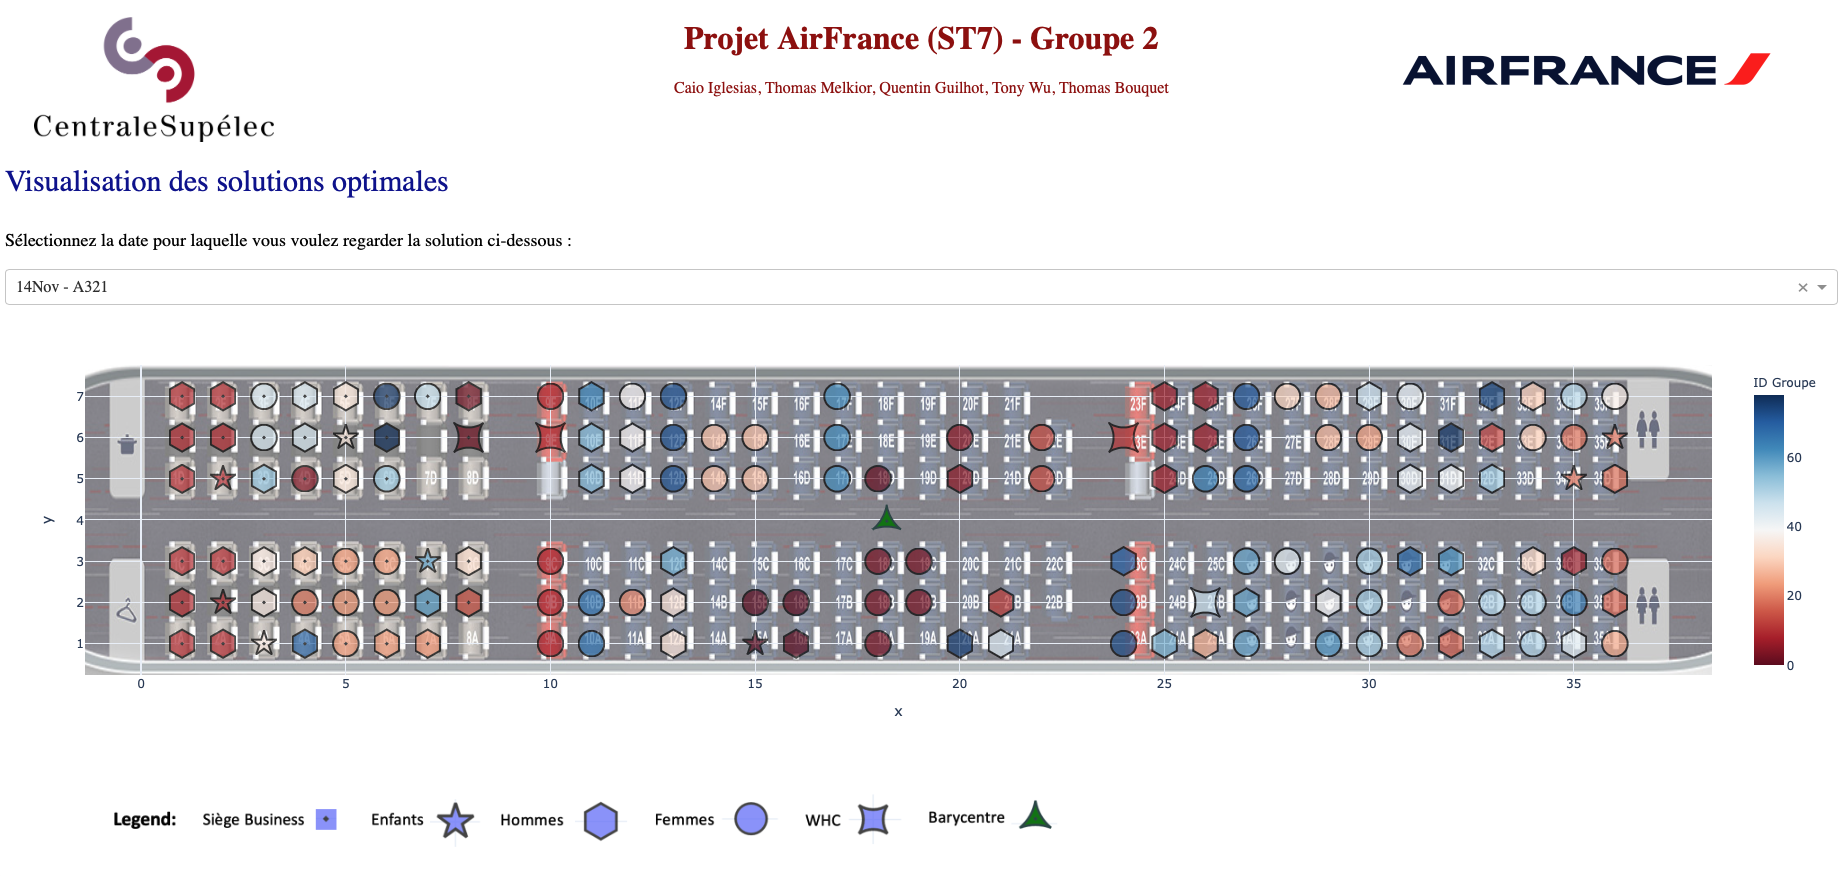 CentraleSupélec
Projet AirFrance (ST7) - Groupe 2
Caio Iglesias, Thomas Melkior, Quentin Guilhot, Tony Wu, Thomas Bouquet
AIRFRANCE
Visualisation des solutions optimales
Sélectionnez la date pour laquelle vous voulez regarder la solution ci-dessous :
14Nov - A321
ID Groupe
60
40
20
0
y
7
6
5
4
3
2
1
14F 15F 16F 18F 19F 20F 21F 23F 31F
16E 18E 19E 21E 27E
7D 8D 16D 19D 21D 27D 28D 29D 33D
10C 11C 14C 15C 16C 17C 20C 21C 22C 24C 25C 32C
14B 17B 20B 22B 24B
8A 11A 14A 17A 19A
0 5 10 15 20 25 30 35
x
Legend: Siège Business Enfants Hommes Femmes WHC Barycentre